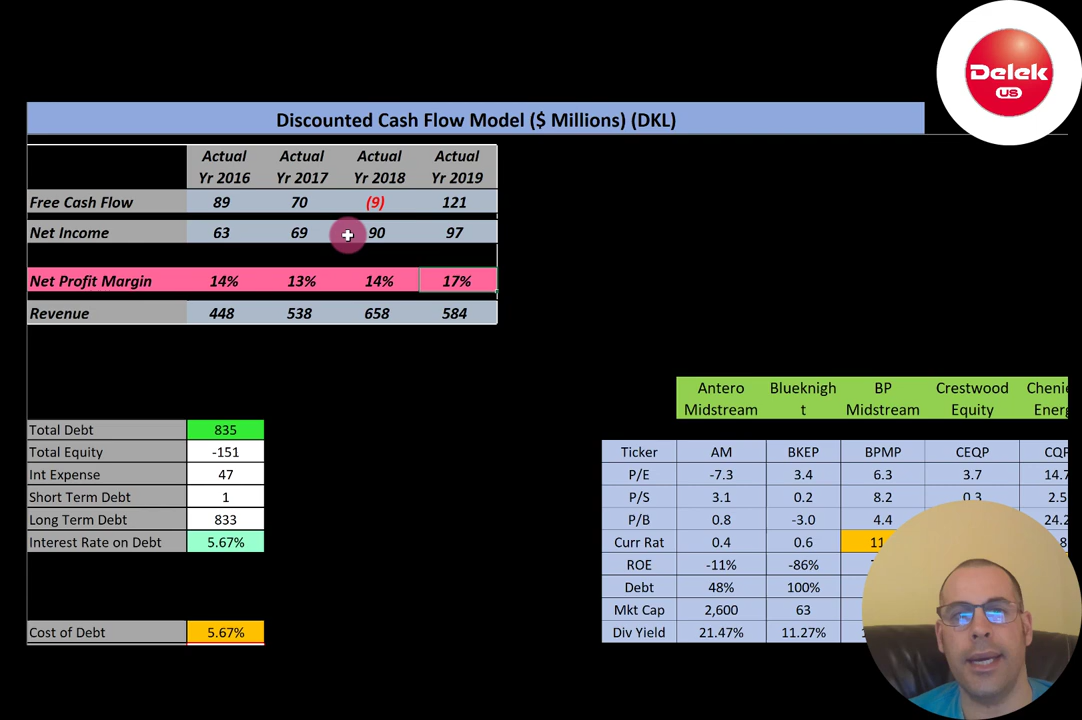 Delek
US
Discounted Cash Flow Model ($ Millions) (DKL)
Actual Actual Actual Actual
Yr 2016 Yr 2017 Yr 2018 Yr 2019
Free Cash Flow 89 70 (9) 121
Net Income 63 69 90 97
Net Profit Margin 14% 13% 14% 17%
Revenue 448 538 658 584
Total Debt 835
Total Equity -151
Int Expense 47
Short Term Debt 1
Long Term Debt 833
Interest Rate on Debt 5.67%
Cost of Debt 5.67%
Antero Blueknigh BP Crestwood Chenie
Midstream t Midstream Equity Energ
Ticker AM BKEP BPMP CEQP CQP
P/E -7.3 3.4 6.3 3.7 14.7
P/S 3.1 0.2 8.2 0.3 2.5
P/B 0.8 -3.0 4.4 24.2
Curr Rat 0.4 0.6 11
ROE -11% -86%
Debt 48% 100%
Mkt Cap 2,600 63
Div Yield 21.47% 11.27%